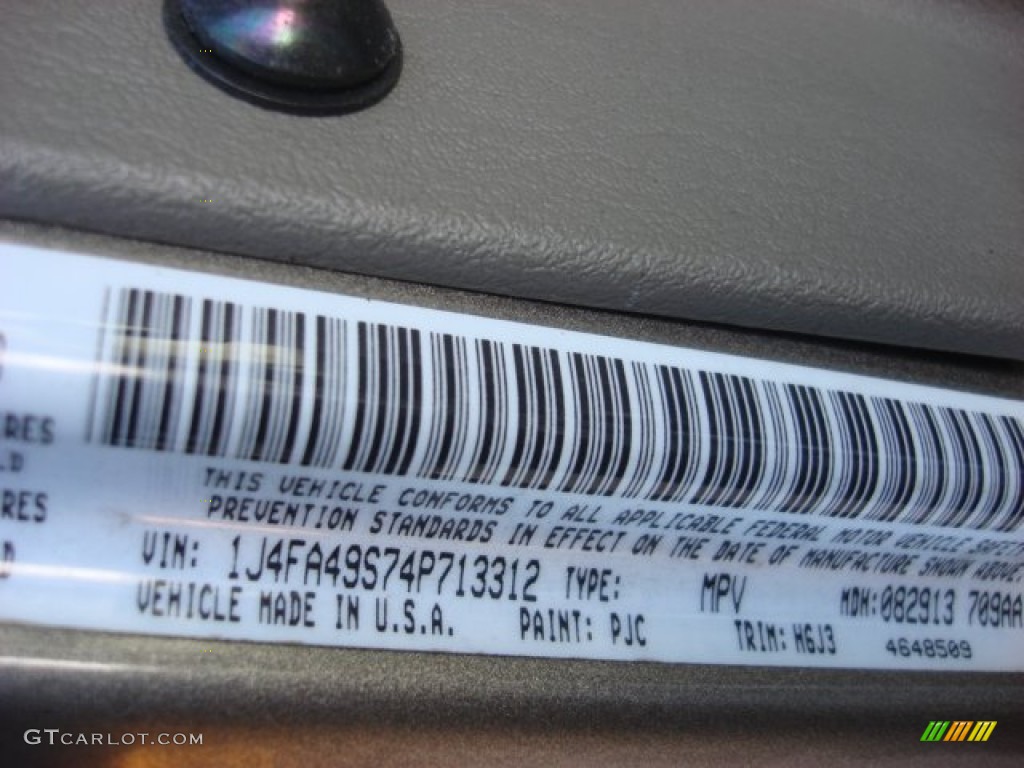 RES
THIS VEHICLE CONFORMS TO ALL APPLICABLE FEDERAL MOTOR VEHICLE SAFETY
PREVENTION STANDARDS IN EFFECT ON THE DATE OF MANUFACTURE SHOWN ABOVE.
RES
VIN: 1J4FA49S74P713312 TYPE: MPV MDH:082913 709AA
VEHICLE MADE IN U.S.A. PAINT: PJC TRIM: H6J3 4648509
GTCARLOT.COM